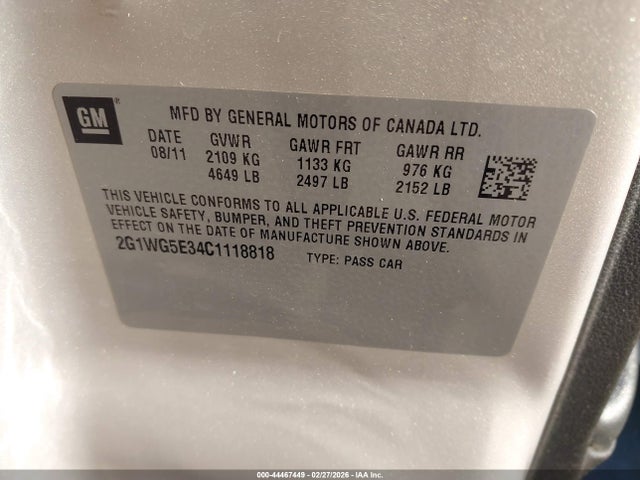 GM
MFD BY GENERAL MOTORS OF CANADA LTD.
DATE GVWR GAWR FRT GAWR RR
08/11 2109 KG 1133 KG 976 KG
4649 LB 2497 LB 2152 LB
THIS VEHICLE CONFORMS TO ALL APPLICABLE U.S. FEDERAL MOTOR
VEHICLE SAFETY, BUMPER, AND THEFT PREVENTION STANDARDS IN
EFFECT ON THE DATE OF MANUFACTURE SHOWN ABOVE.
2G1WG5E34C1118818 TYPE: PASS CAR
000-44467449 - 02/27/2026 - IAA Inc.